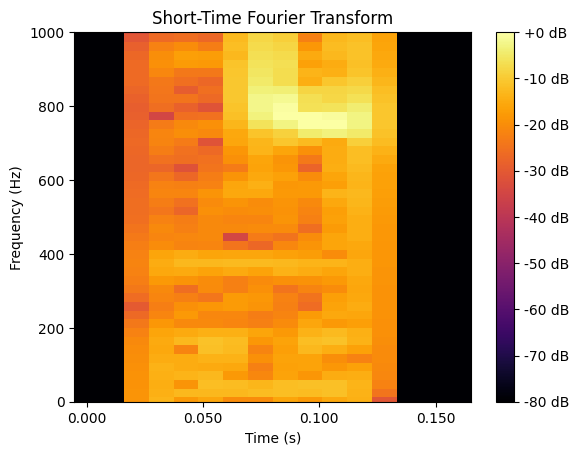 Short-Time Fourier Transform
1000
800
600
400
200
0
Frequency (Hz)
0.000
0.050
0.100
0.150
Time (s)
+0 dB
-10 dB
-20 dB
-30 dB
-40 dB
-50 dB
-60 dB
-70 dB
-80 dB